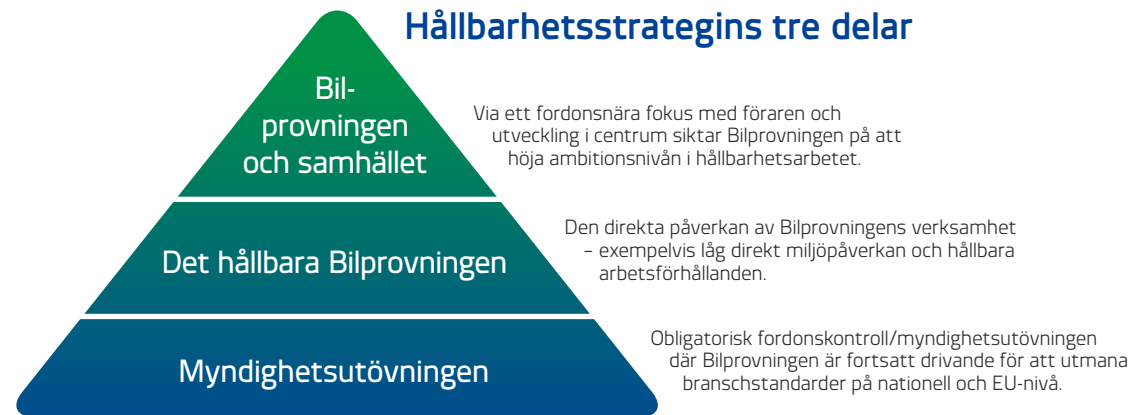 Hållbarhetsstrategins tre delar
Bil-
provningen
och samhället
Via ett fordonsnära fokus med föraren och
utveckling i centrum siktar Bilprovningen på att
höja ambitionsnivån i hållbarhetsarbetet.
Det hållbara Bilprovningen
Den direkta påverkan av Bilprovningens verksamhet
– exempelvis låg direkt miljöpåverkan och hållbara
arbetsförhållanden.
Myndighetsutövningen
Obligatorisk fordonskontroll/myndighetsutövningen
där Bilprovningen är fortsatt drivande för att utmana
branschstandarder på nationell och EU-nivå.